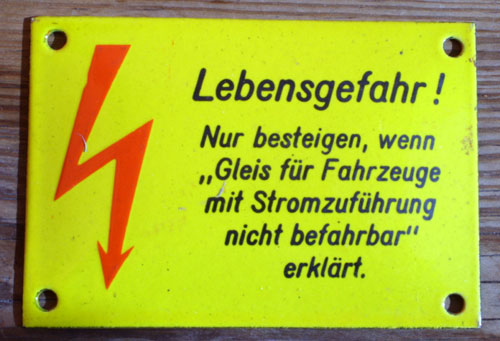 Lebensgefahr!
Nur besteigen, wenn
„Gleis für Fahrzeuge
mit Stromzuführung
nicht befahrbar"
erklärt.